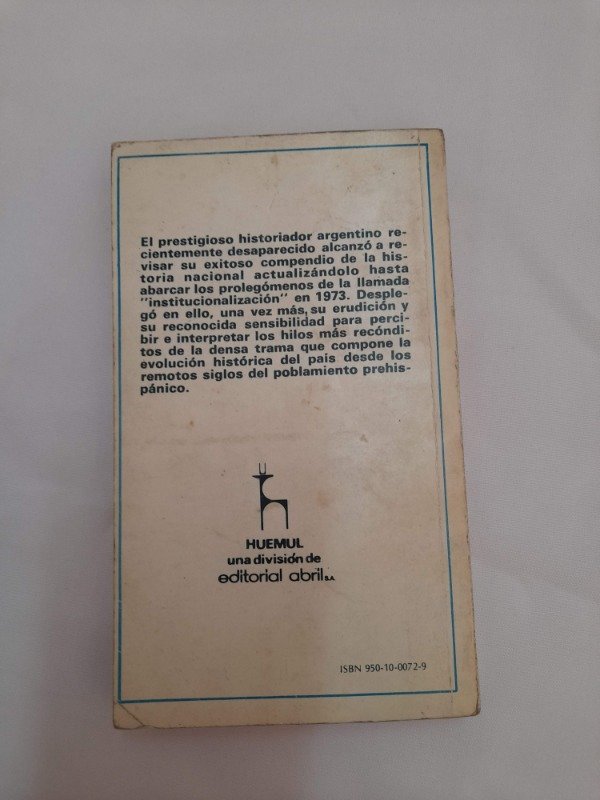 El prestigioso historiador argentino re-
cientemente desaparecido alcanzó a re-
visar su exitoso compendio de la his-
toria nacional actualizándolo hasta
abarcar los prolegómenos de la llamada
"institucionalización" en 1973. Desple-
gó en ello, una vez más, su erudición y
su reconocida sensibilidad para perci-
bir e interpretar los hilos más recóndi-
tos de la densa trama que compone la
evolución histórica del pais desde los
remotos siglos del poblamiento prehis-
pánico.
HUEMUL
una división de
editorial abril S.A.
ISBN 950-10-0072-9